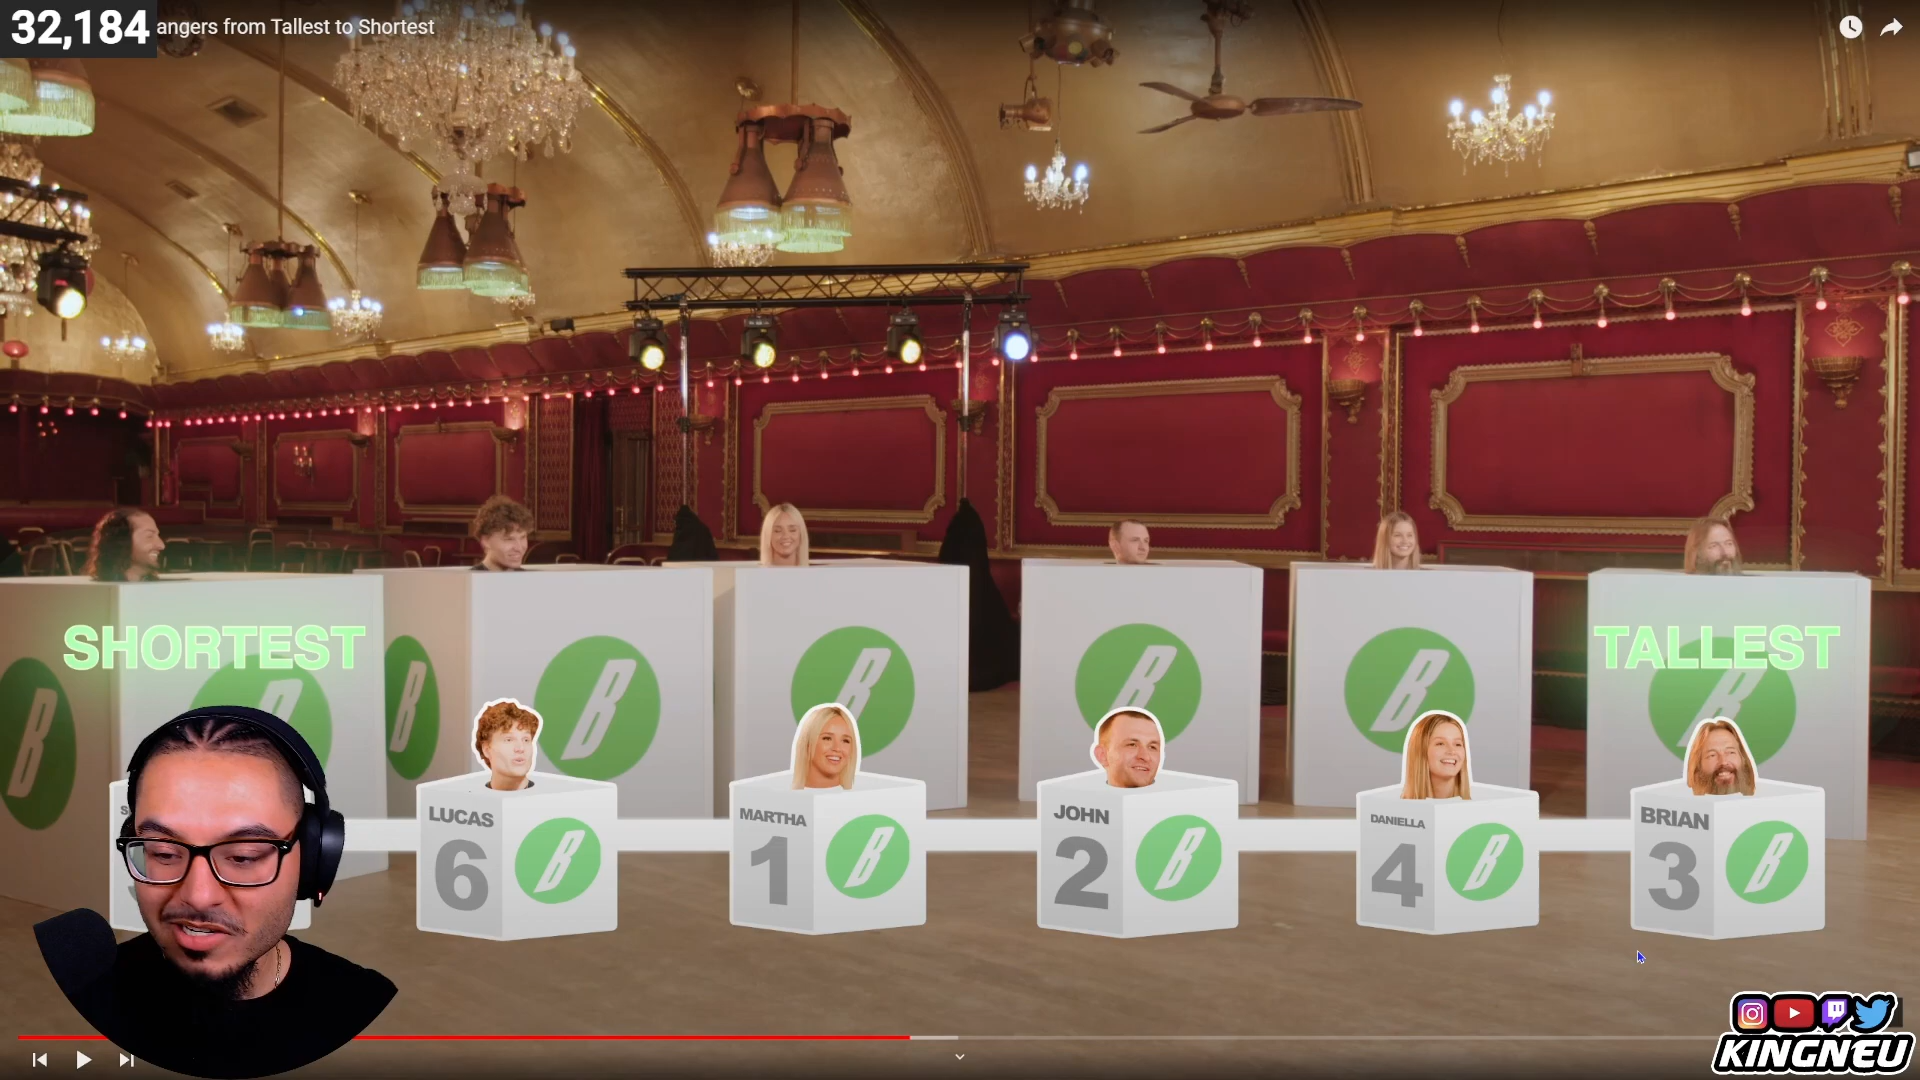 32,184
angers from Tallest to Shortest
SHORTEST
TALLEST
B
B
B
B
B
B
B
B
LUCAS
6
B
MARTHA
1
B
JOHN
2
B
DANIELLA
4
B
BRIAN
3
B
KINGNEU